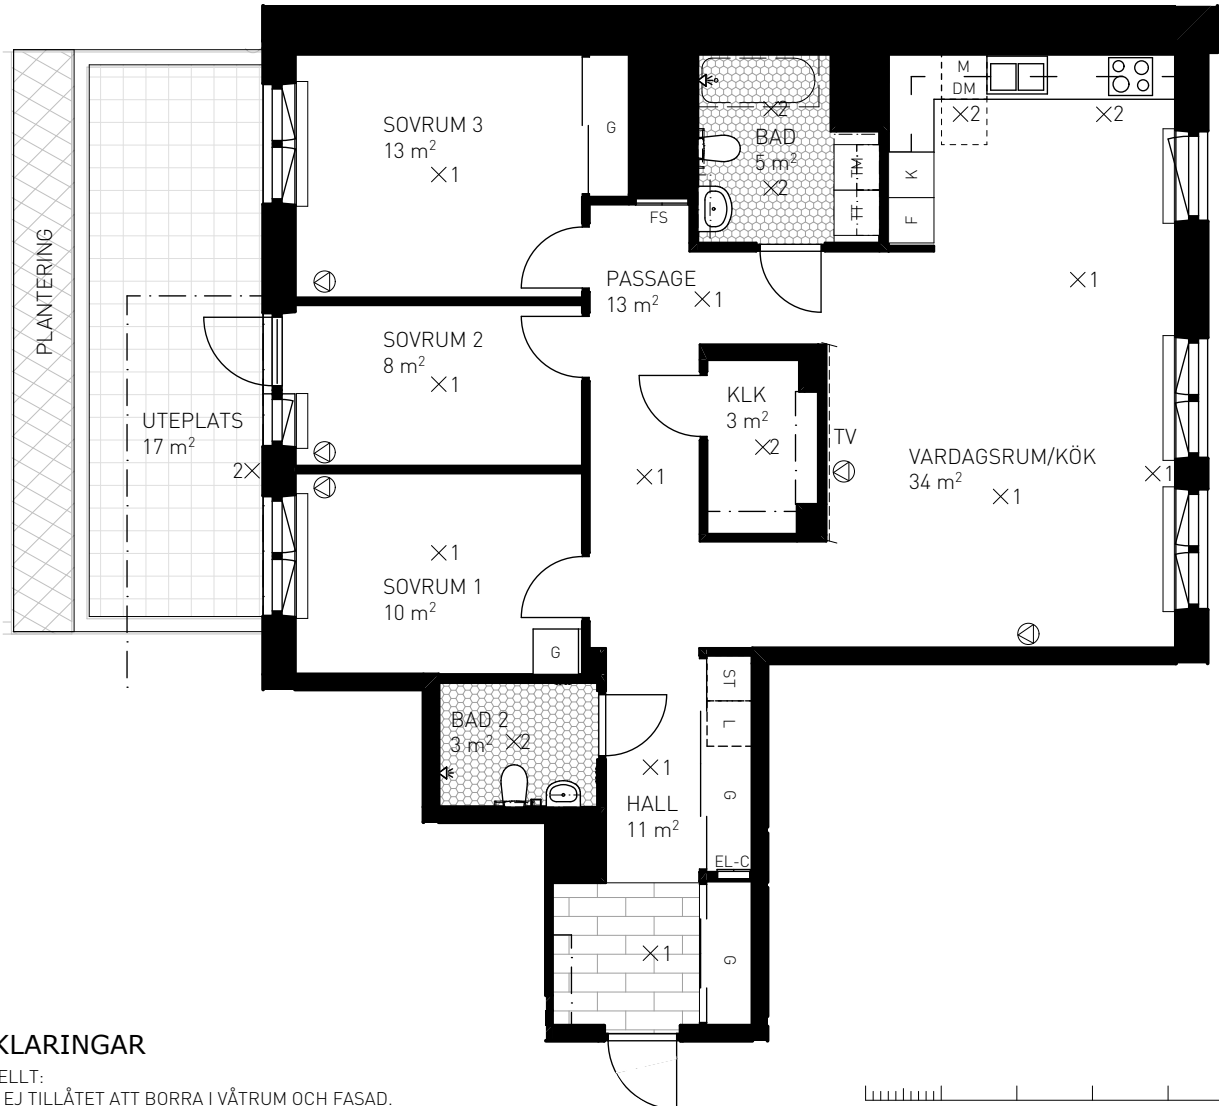 SOVRUM 3
13 m²
×1
G
×2
BAD
5 m²
×2
TM
TT
M
DM
×2
×2
K
F
FS
PASSAGE
13 m²
×1
×1
PLANTERING
SOVRUM 2
8 m²
×1
UTEPLATS
17 m²
2×
KLK
3 m²
×2
TV
VARDAGSRUM/KÖK
34 m²
×1
×1
×1
×1
SOVRUM 1
10 m²
G
BAD 2
3 m²
×2
ST
L
×1
HALL
11 m²
G
EL-C
×1
G
KLARINGAR
ELLT:
EJ TILLÅTET ATT BORRA I VÅTRUM OCH FASAD.